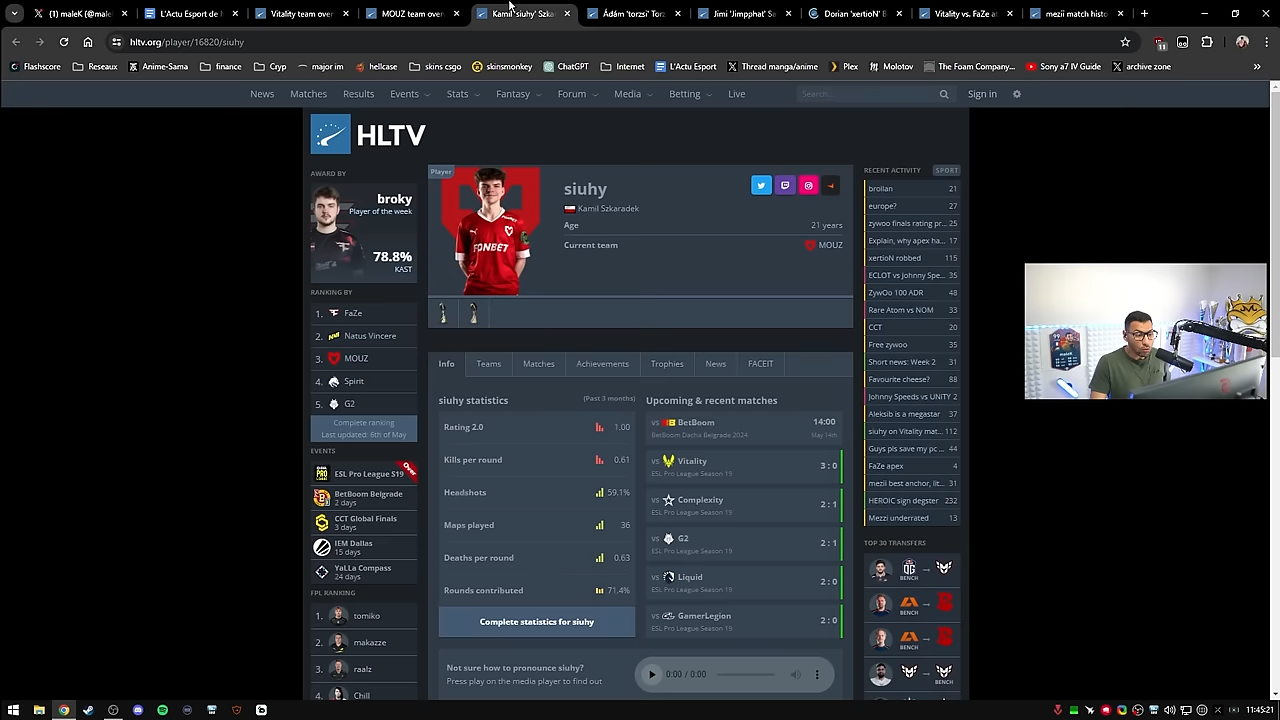 1) maleK (@malek
L'Actu Esport de
Vitality team over
MOUZ team over
Kamil 'siuhy' Szka
Ádám 'torzsi' Torz
Jimi 'Jimpphat' Sa
Dorian 'xertioN' B
Vitality vs. FaZe at
mezii match histo
hltv.org/player/16820/siuhy
Flashscore
Reseaux
Anime-Sama
finance
Cryp
major im
hellcase
skins csgo
skinsmonkey
ChatGPT
Internet
L'Actu Esport
Thread manga/anime
Plex
Molotov
The Foam Company...
Sony a7 IV Guide
archive zone
News
Matches
Results
Events
Stats
Fantasy
Forum
Media
Betting
Live
Search...
Sign in
HLTV
AWARD BY
broky
Player of the week
78.8%
KAST
RANKING BY
1. FaZe
2. Natus Vincere
3. MOUZ
4. Spirit
5. G2
Complete ranking
Last updated: 6th of May
EVENTS
ESL Pro League S19
Over
BetBoom Belgrade
2 days
CCT Global Finals
3 days
IEM Dallas
15 days
YaLLa Compass
24 days
FPL RANKING
1. tomiko
2. makazze
3. raalz
4. Chill
Player
FONBET
siuhy
Kamil Szkaradek
Age
21 years
Current team
MOUZ
Info
Teams
Matches
Achievements
Trophies
News
FACEIT
siuhy statistics
(Past 3 months)
Rating 2.0
1.00
Kills per round
0.61
Headshots
59.1%
Maps played
36
Deaths per round
0.63
Rounds contributed
71.4%
Complete statistics for siuhy
Upcoming & recent matches
vs BetBoom
14:00
BetBoom Dacha Belgrade 2024
May 14th
vs Vitality
3 : 0
ESL Pro League Season 19
vs Complexity
2 : 1
ESL Pro League Season 19
vs G2
2 : 1
ESL Pro League Season 19
vs Liquid
2 : 0
ESL Pro League Season 19
vs GamerLegion
2 : 0
ESL Pro League Season 19
Not sure how to pronounce siuhy?
Press play on the media player to find out
0:00 / 0:00
RECENT ACTIVITY
SPORT
brollan 21
europe? 27
zywoo finals rating pr... 25
Explain, why apex ha... 17
xertioN robbed 115
ECLOT vs Johnny Spe... 35
ZywOo 100 ADR 48
Rare Atom vs NOM 33
CCT 20
Free zywoo 35
Short news: Week 2 31
Favourite cheese? 88
Johnny Speeds vs UNiTY 2
Aleksib is a megastar 37
siuhy on Vitality mat... 112
Guys pls save my pc ... 44
FaZe apex 4
mezii best anchor, lit... 31
HEROIC sign degster 232
Mezzi underrated 13
TOP 30 TRANSFERS
BENCH
BENCH
BENCH
BENCH
maleK
11:45:21